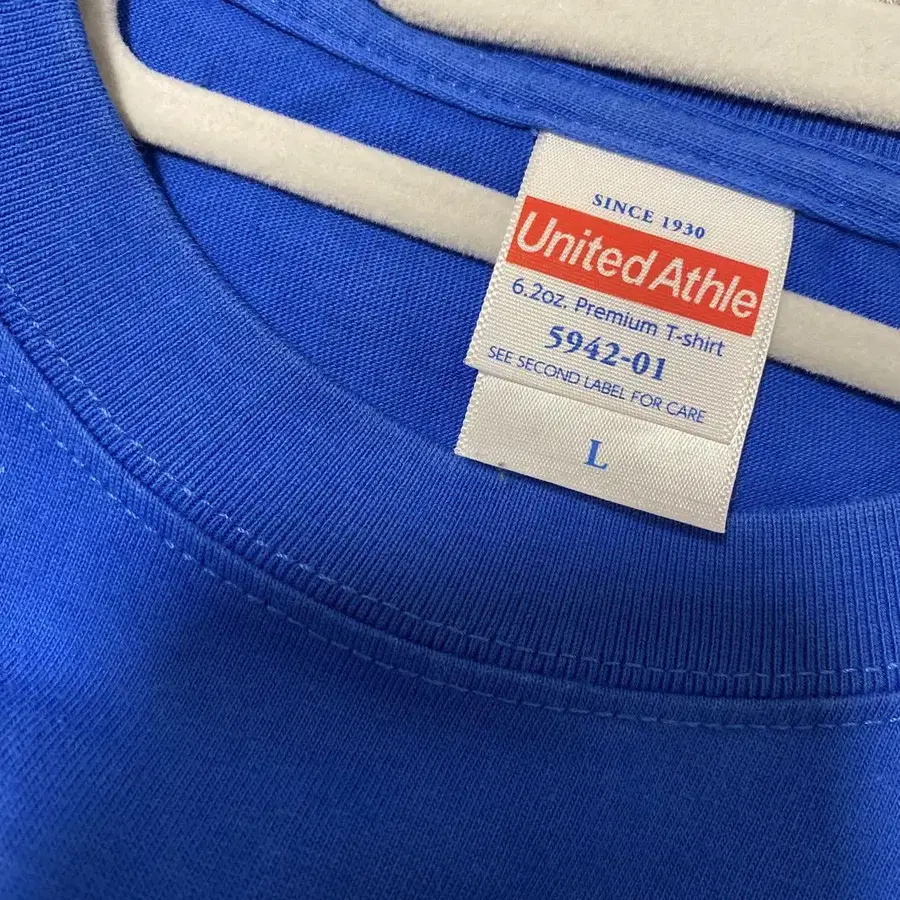 SINCE 1930
UnitedAthle
6.2oz. Premium T-shirt
5942-01
SEE SECOND LABEL FOR CARE
L